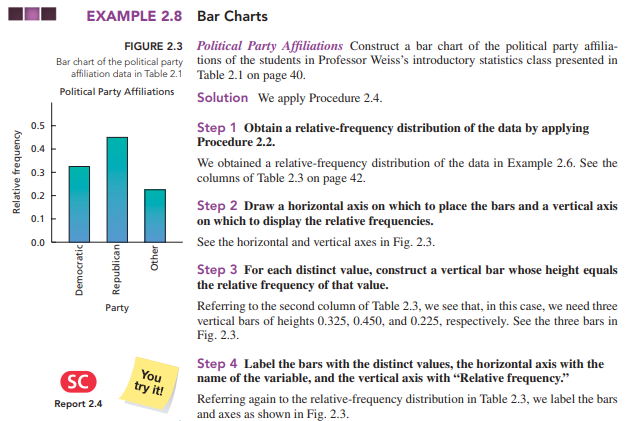 EXAMPLE 2.8 Bar Charts
FIGURE 2.3
Bar chart of the political party
affiliation data in Table 2.1
Political Party Affiliations
Relative frequency
0.5
0.4
0.3
0.2
0.1
0.0
Democratic
Republican
Other
Party
SC
Report 2.4
You
try it!
Political Party Affiliations Construct a bar chart of the political party affilia-
tions of the students in Professor Weiss's introductory statistics class presented in
Table 2.1 on page 40.
Solution We apply Procedure 2.4.
Step 1 Obtain a relative-frequency distribution of the data by applying
Procedure 2.2.
We obtained a relative-frequency distribution of the data in Example 2.6. See the
columns of Table 2.3 on page 42.
Step 2 Draw a horizontal axis on which to place the bars and a vertical axis
on which to display the relative frequencies.
See the horizontal and vertical axes in Fig. 2.3.
Step 3 For each distinct value, construct a vertical bar whose height equals
the relative frequency of that value.
Referring to the second column of Table 2.3, we see that, in this case, we need three
vertical bars of heights 0.325, 0.450, and 0.225, respectively. See the three bars in
Fig. 2.3.
Step 4 Label the bars with the distinct values, the horizontal axis with the
name of the variable, and the vertical axis with “Relative frequency.”
Referring again to the relative-frequency distribution in Table 2.3, we label the bars
and axes as shown in Fig. 2.3.